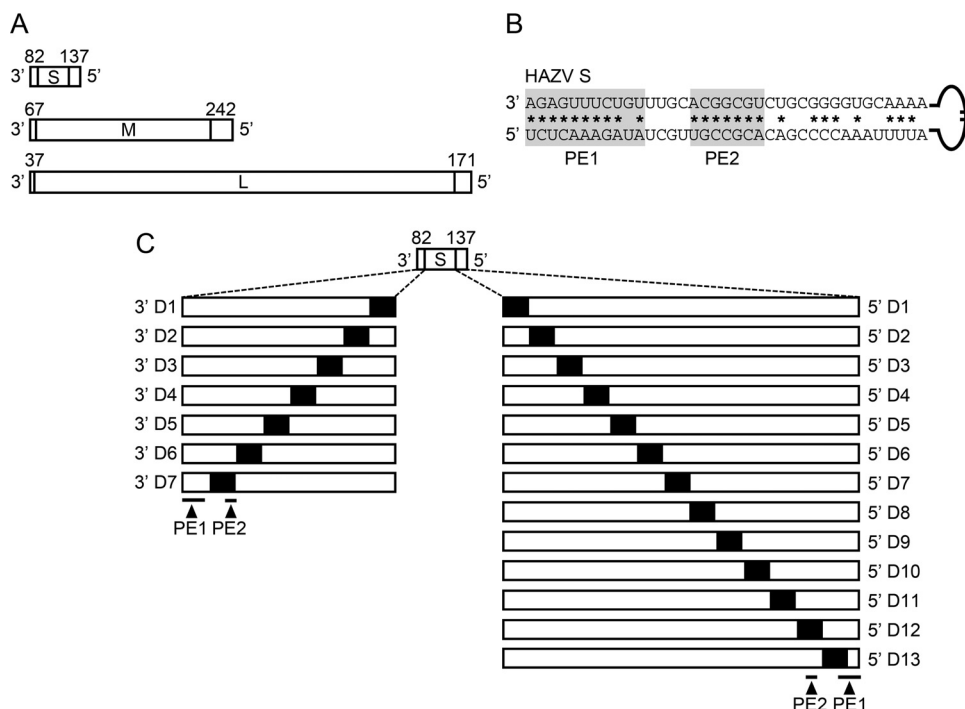 A
82 137
3’ S 5’
67 242
3’ M 5’
37 171
3’ L 5’
B
HAZV S
3’ AGAGUUUCUGUUUGCACGGCGUCUGCGGGGUGCAAAA
********* * ******* * *** * ***
5’ UCUCAAAGAUAUCGUUGCCGCACAGCCCCAAAUUUUA
PE1 PE2
C
82 137
3’ S 5’
3’ D1 5’ D1
3’ D2 5’ D2
3’ D3 5’ D3
3’ D4 5’ D4
3’ D5 5’ D5
3’ D6 5’ D6
3’ D7 5’ D7
PE1 PE2
5’ D8
5’ D9
5’ D10
5’ D11
5’ D12
5’ D13
PE2 PE1